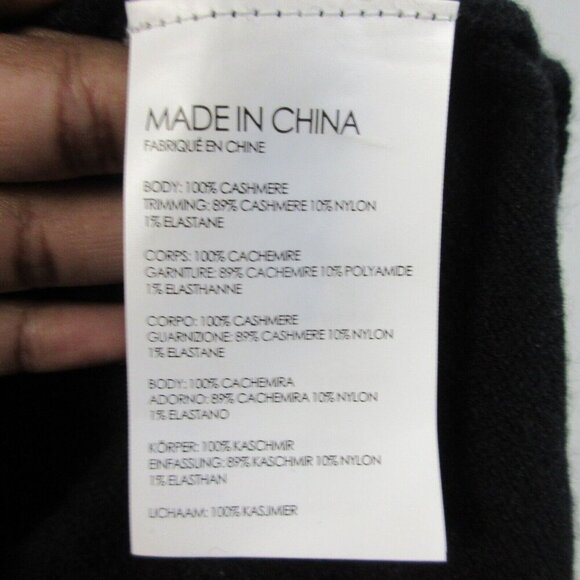 MADE IN CHINA
FABRIQUÉ EN CHINE
BODY: 100% CASHMERE
TRIMMING: 89% CASHMERE 10% NYLON
1% ELASTANE
CORPS: 100% CACHEMIRE
GARNITURE: 89% CACHEMIRE 10% POLYAMIDE
1% ELASTHANNE
CORPO: 100% CASHMERE
GUARNIZIONE: 89% CASHMERE 10% NYLON
1% ELASTANE
BODY: 100% CACHEMIRA
ADORNO: 89% CACHEMIRA 10% NYLON
1% ELASTANO
KÖRPER: 100% KASCHMIR
EINFASSUNG: 89% KASCHMIR 10% NYLON
1% ELASTHAN
LICHAAM: 100% KASJMIER